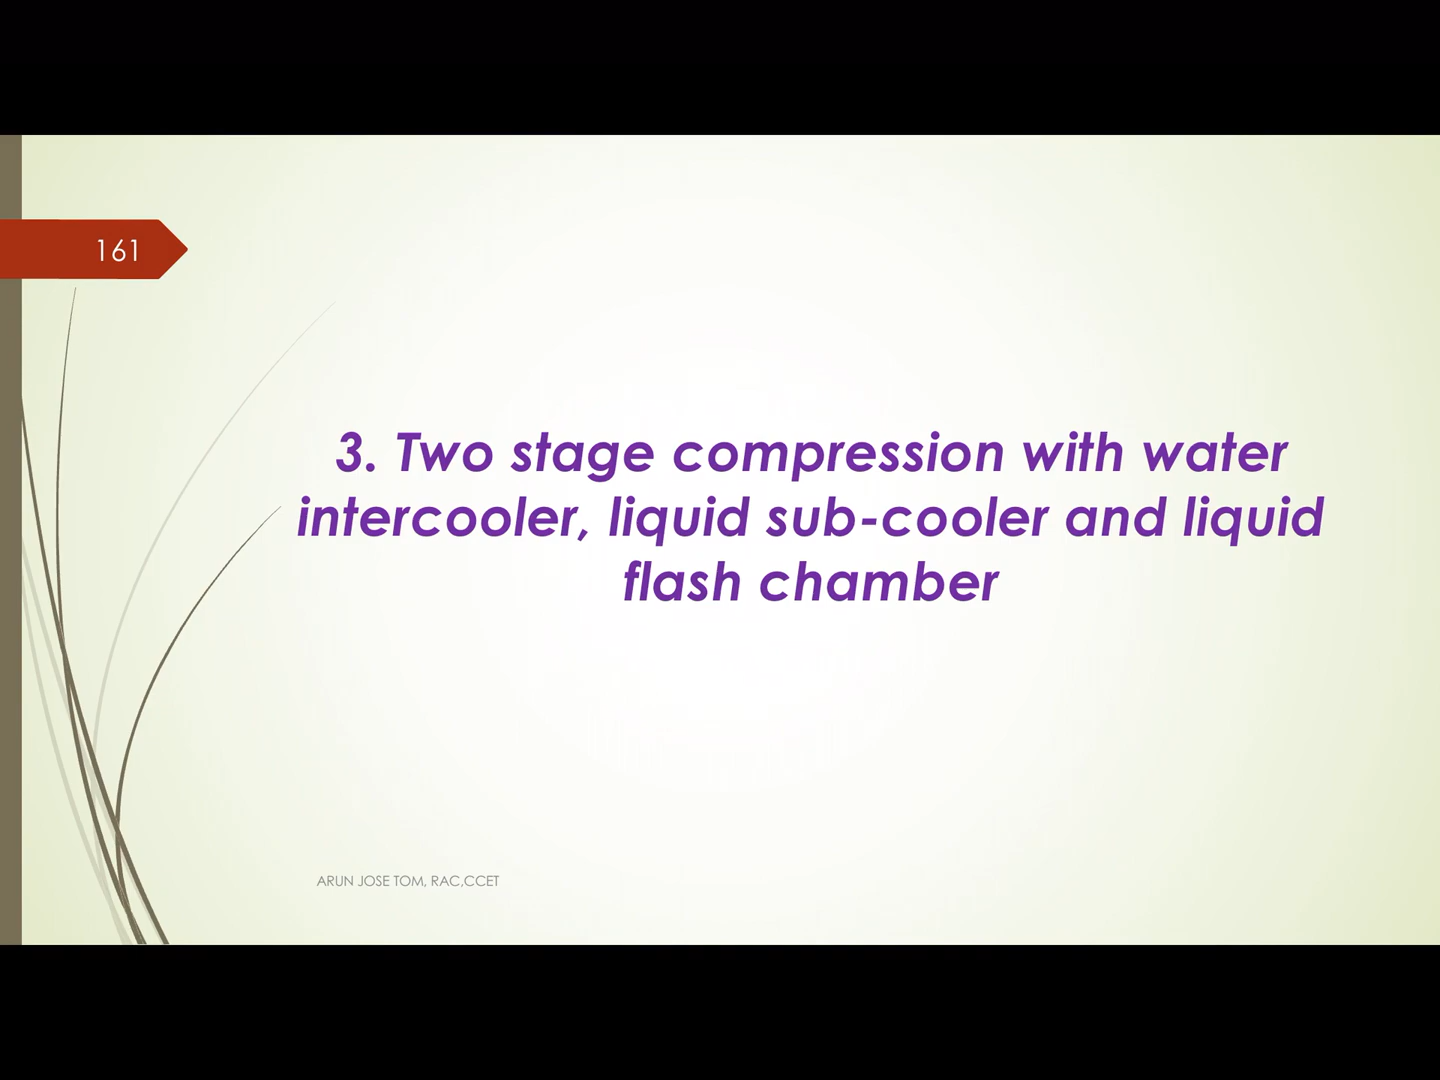 161
3. Two stage compression with water
intercooler, liquid sub-cooler and liquid
flash chamber
ARUN JOSE TOM, RAC,CCET